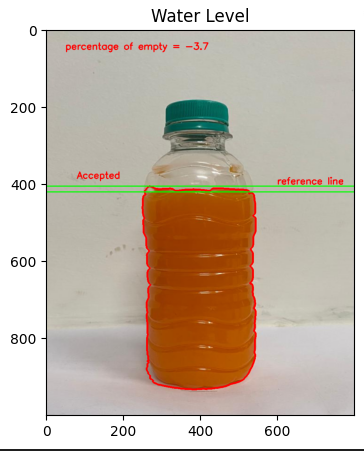 Water Level
0
percentage of empty = -3.7
200
Accepted
reference line
400
600
800
0 200 400 600